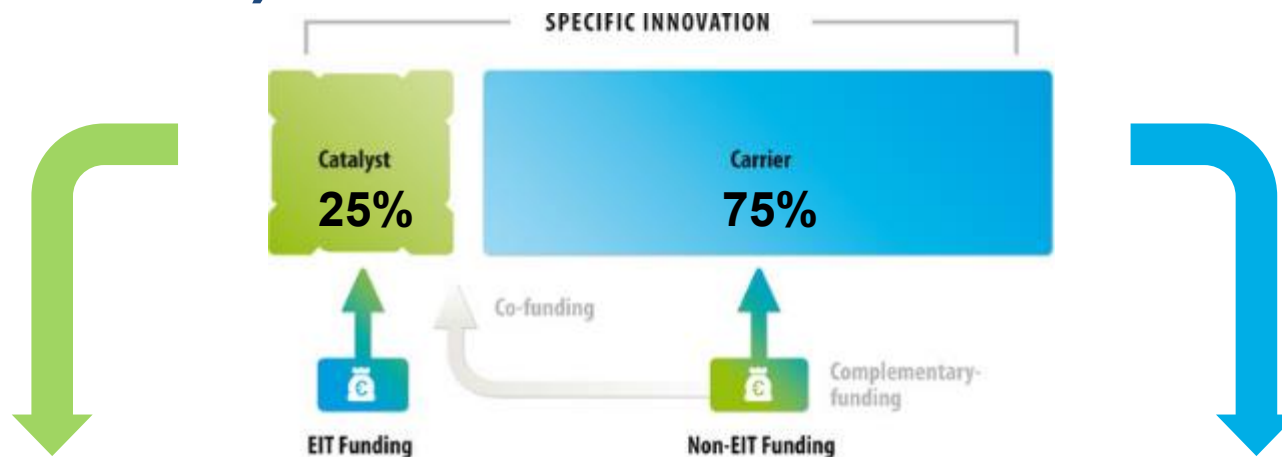 SPECIFIC INNOVATION
Catalyst
25%
Carrier
75%
Co-funding
Complementary-
funding
EIT Funding
Non-EIT Funding